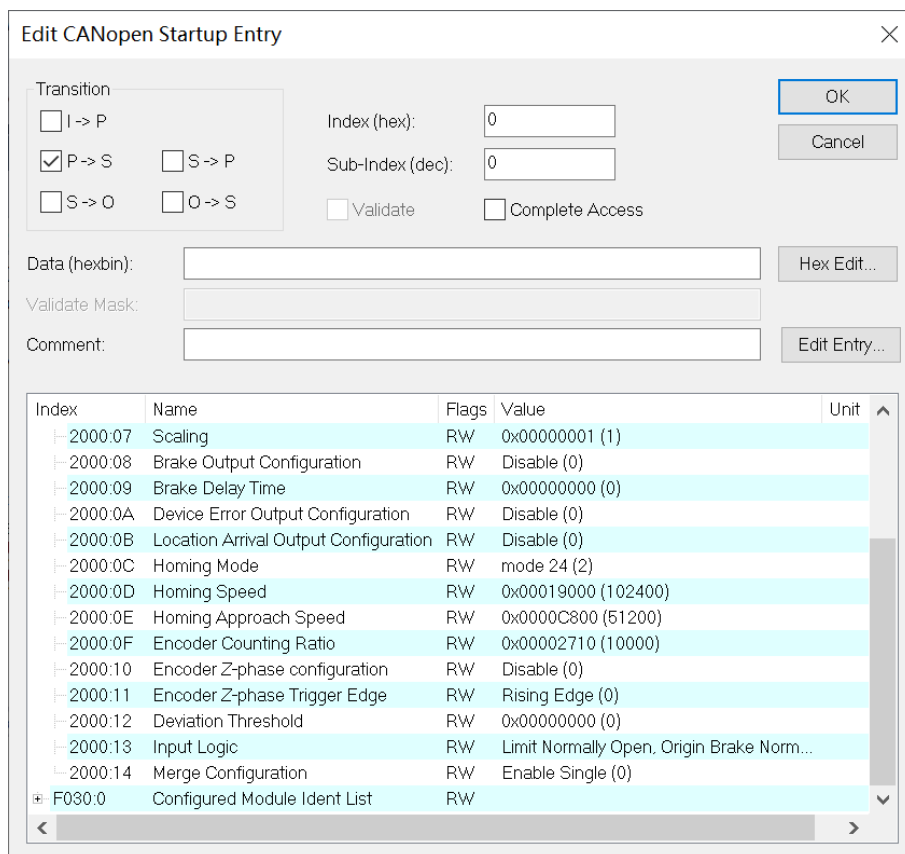 Edit CANopen Startup Entry
Transition
I -> P
P -> S
S -> P
S -> O
O -> S
Index (hex):
0
Sub-Index (dec):
0
Validate
Complete Access
OK
Cancel
Data (hexbin):
Hex Edit...
Validate Mask:
Comment:
Edit Entry...
Index Name Flags Value Unit
2000:07 Scaling RW 0x00000001 (1)
2000:08 Brake Output Configuration RW Disable (0)
2000:09 Brake Delay Time RW 0x00000000 (0)
2000:0A Device Error Output Configuration RW Disable (0)
2000:0B Location Arrival Output Configuration RW Disable (0)
2000:0C Homing Mode RW mode 24 (2)
2000:0D Homing Speed RW 0x00019000 (102400)
2000:0E Homing Approach Speed RW 0x0000C800 (51200)
2000:0F Encoder Counting Ratio RW 0x00002710 (10000)
2000:10 Encoder Z-phase configuration RW Disable (0)
2000:11 Encoder Z-phase Trigger Edge RW Rising Edge (0)
2000:12 Deviation Threshold RW 0x00000000 (0)
2000:13 Input Logic RW Limit Normally Open, Origin Brake Norm...
2000:14 Merge Configuration RW Enable Single (0)
F030:0 Configured Module Ident List RW